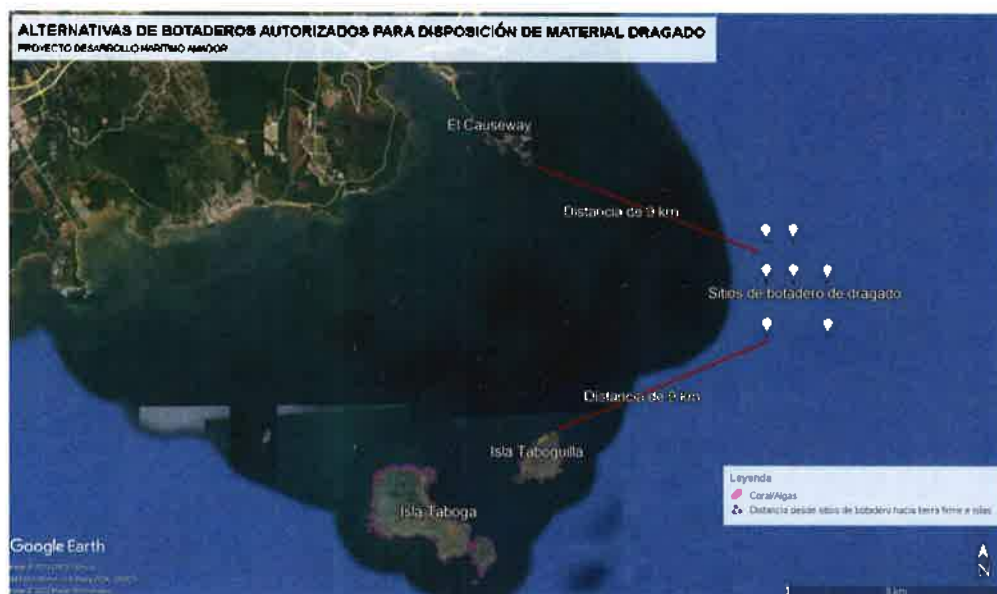 ALTERNATIVAS DE BOTADEROS AUTORIZADOS PARA DISPOSICIÓN DE MATERIAL DRAGADO
PROYECTO DESARROLLO MARÍTIMO AMADOR
El Causeway
Distancia de 9 km
Sitios de botadero de dragado
Distancia de 9 km
Isla Taboguilla
Isla Taboga
Leyenda
Coral/Algas
Distancia desde sitios de botadero hacia tierra firme e islas
Google Earth
N